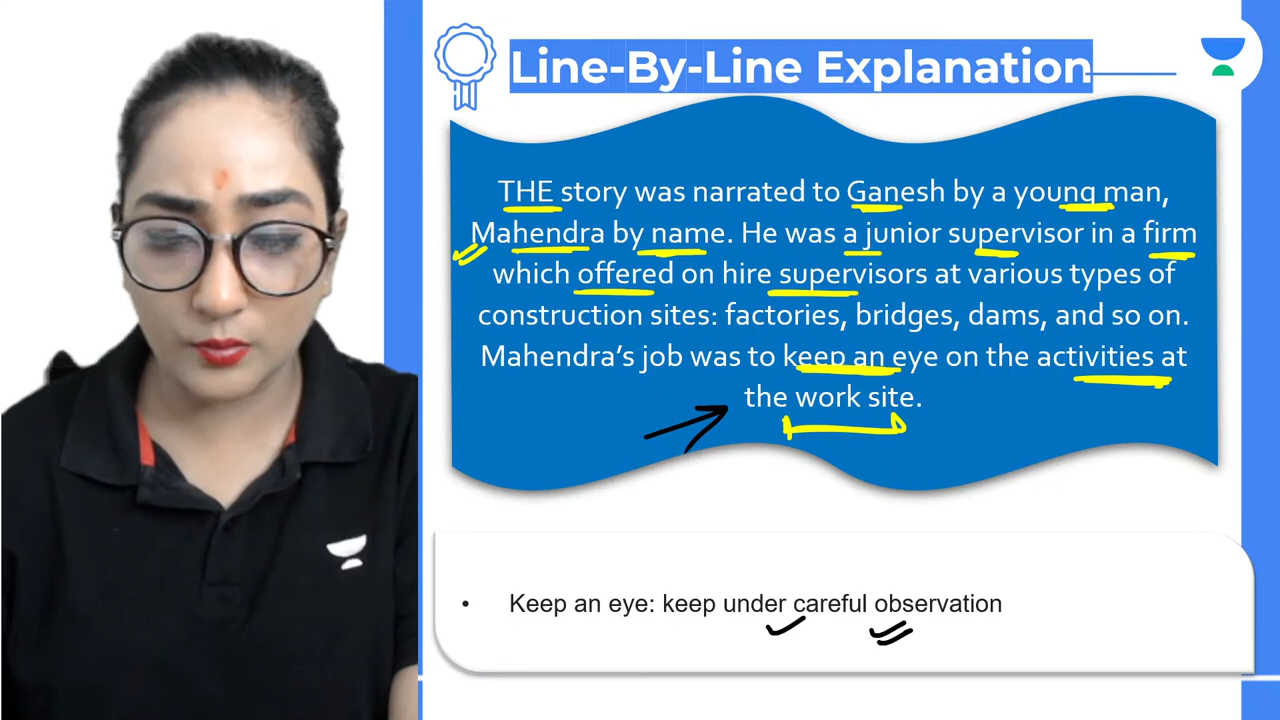 Line-By-Line Explanation
THE story was narrated to Ganesh by a young man,
Mahendra by name. He was a junior supervisor in a firm
which offered on hire supervisors at various types of
construction sites: factories, bridges, dams, and so on.
Mahendra’s job was to keep an eye on the activities at
the work site.
• Keep an eye: keep under careful observation